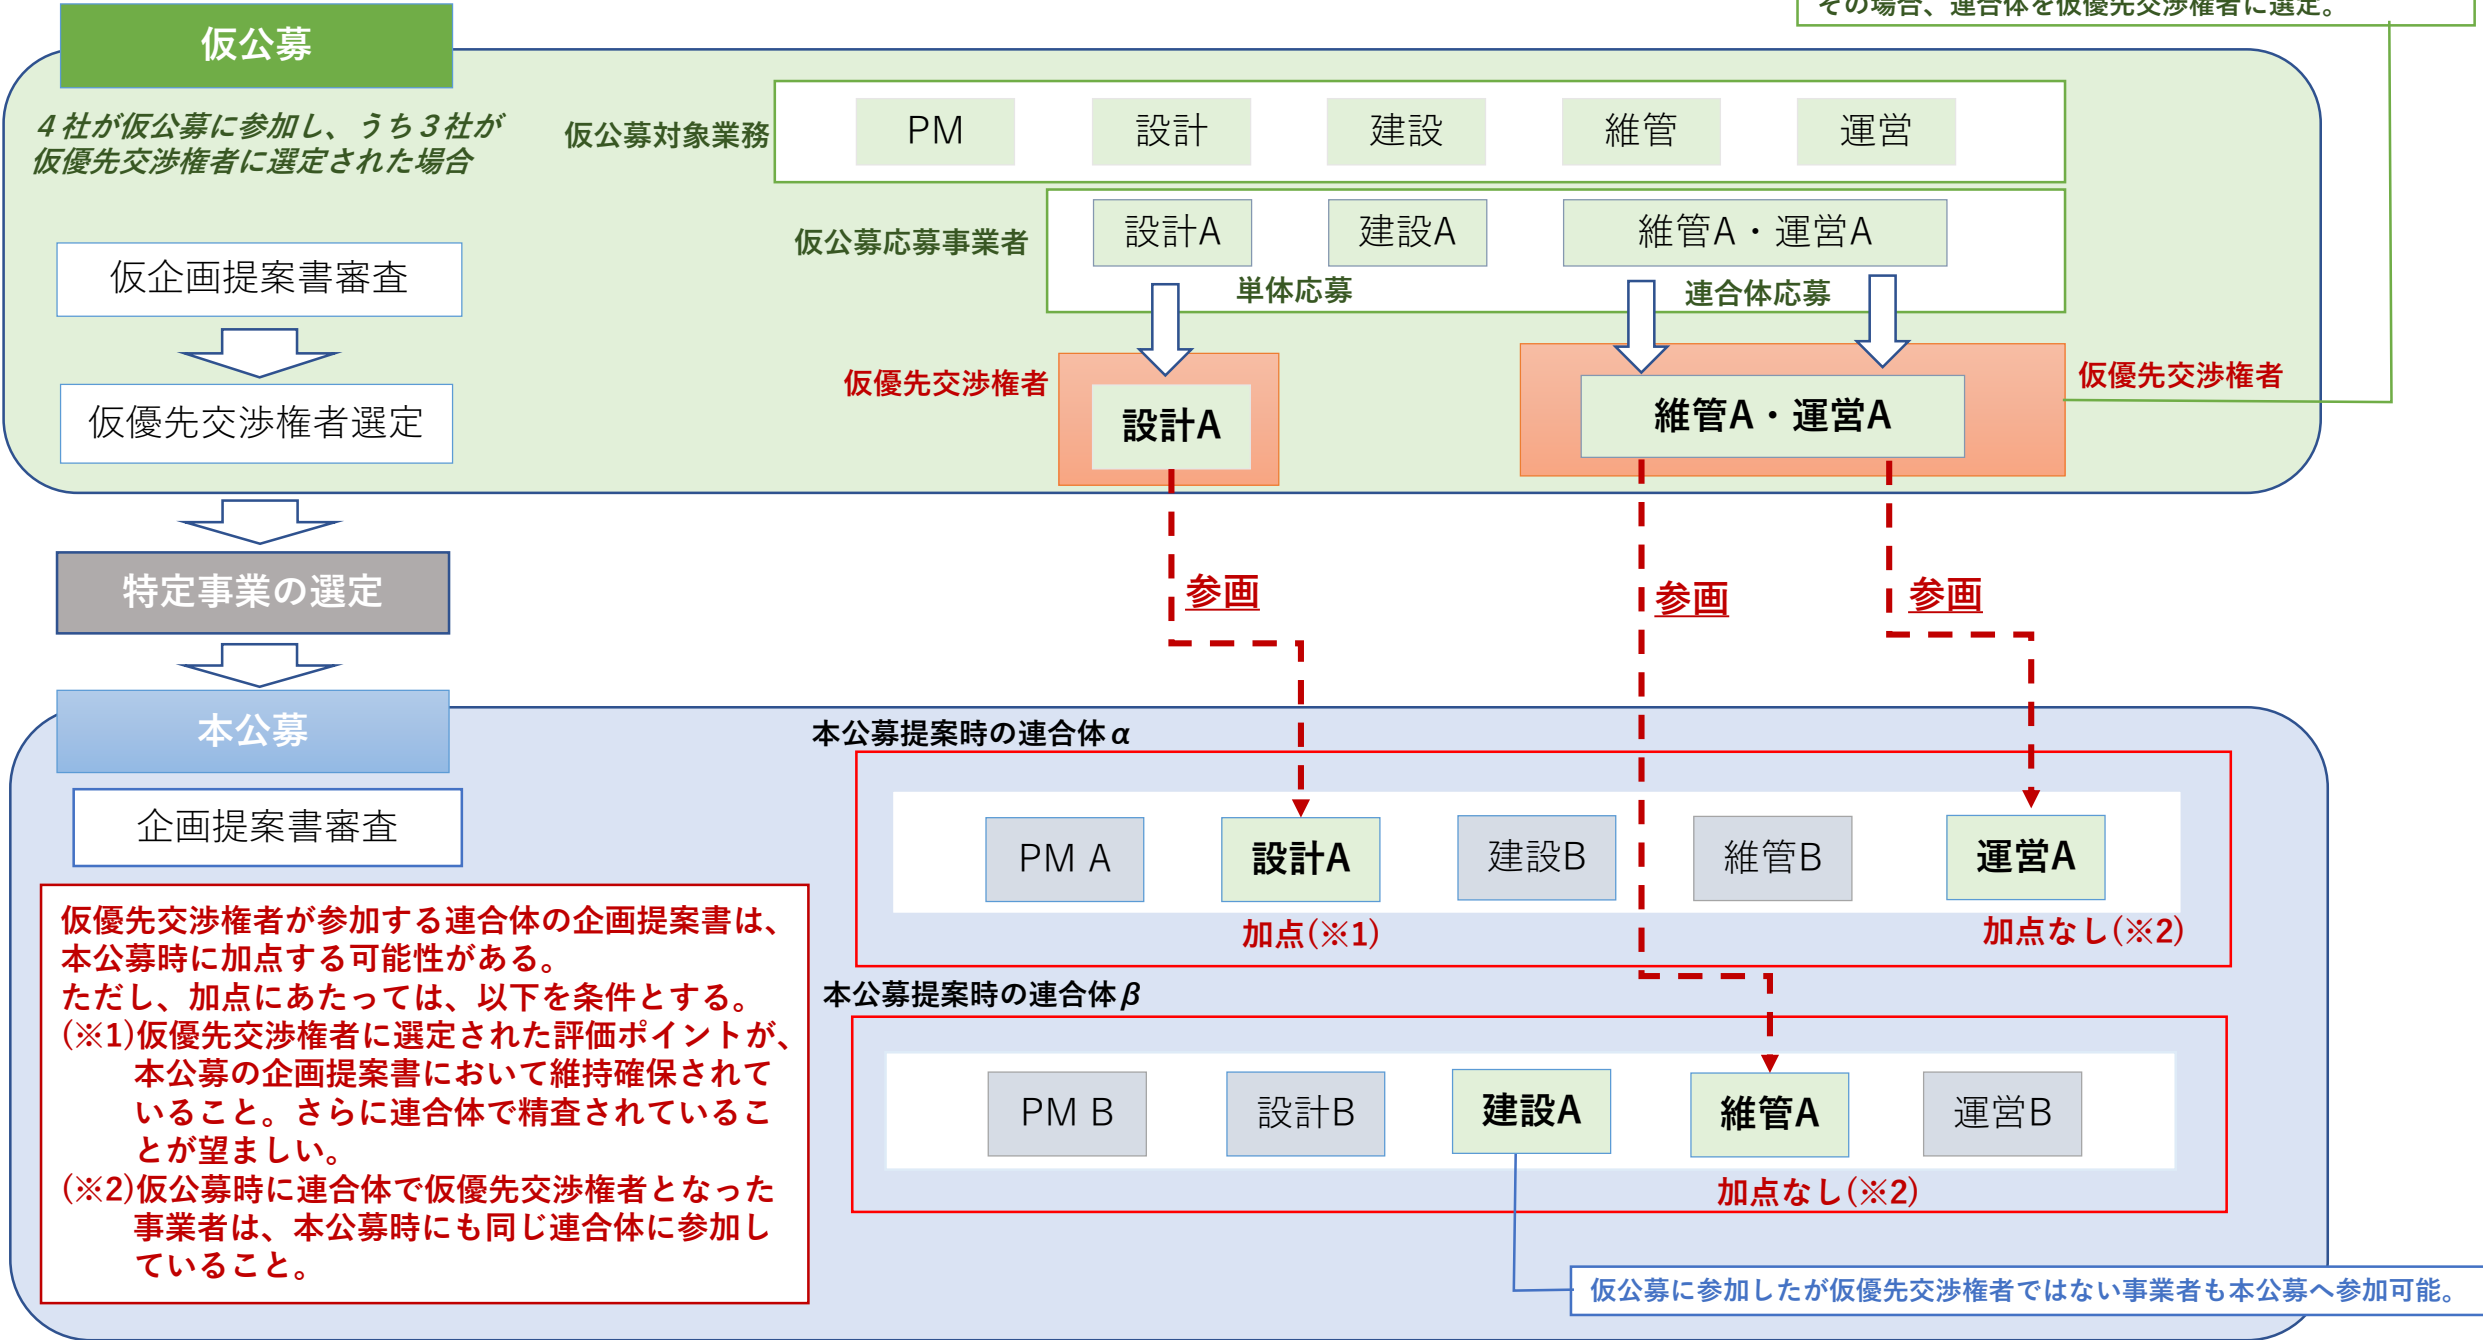 その場合、連合体を仮優先交渉権者に選定。
仮公募
４社が仮公募に参加し、うち３社が
仮優先交渉権者に選定された場合
仮公募対象業務
PM
設計
建設
維管
運営
仮公募応募事業者
設計A
建設A
維管A・運営A
単体応募
連合体応募
仮企画提案書審査
仮優先交渉権者選定
仮優先交渉権者
設計A
維管A・運営A
仮優先交渉権者
特定事業の選定
参画
参画
参画
本公募
企画提案書審査
本公募提案時の連合体α
PM A
設計A
建設B
維管B
運営A
加点(※1)
加点なし(※2)
仮優先交渉権者が参加する連合体の企画提案書は、
本公募時に加点する可能性がある。
ただし、加点にあたっては、以下を条件とする。
(※1)仮優先交渉権者に選定された評価ポイントが、
本公募の企画提案書において維持確保されて
いること。さらに連合体で精査されているこ
とが望ましい。
(※2)仮公募時に連合体で仮優先交渉権者となった
事業者は、本公募時にも同じ連合体に参加し
ていること。
本公募提案時の連合体β
PM B
設計B
建設A
維管A
運営B
加点なし(※2)
仮公募に参加したが仮優先交渉権者ではない事業者も本公募へ参加可能。